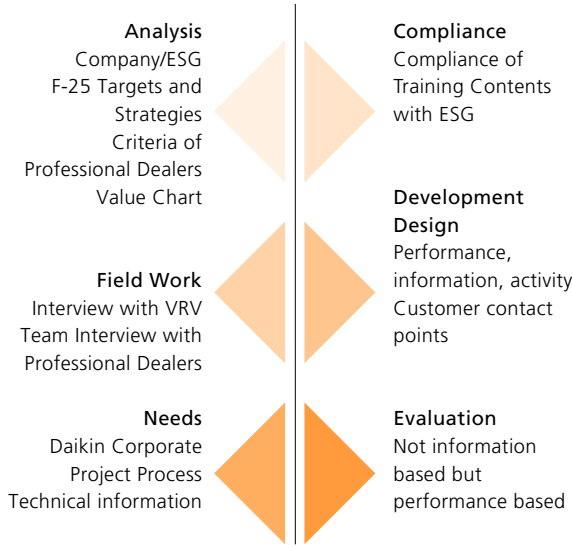 Analysis
Company/ESG
F-25 Targets and
Strategies
Criteria of
Professional Dealers
Value Chart
Compliance
Compliance of
Training Contents
with ESG
Field Work
Interview with VRV
Team Interview with
Professional Dealers
Development
Design
Performance,
information, activity
Customer contact
points
Needs
Daikin Corporate
Project Process
Technical information
Evaluation
Not information
based but
performance based